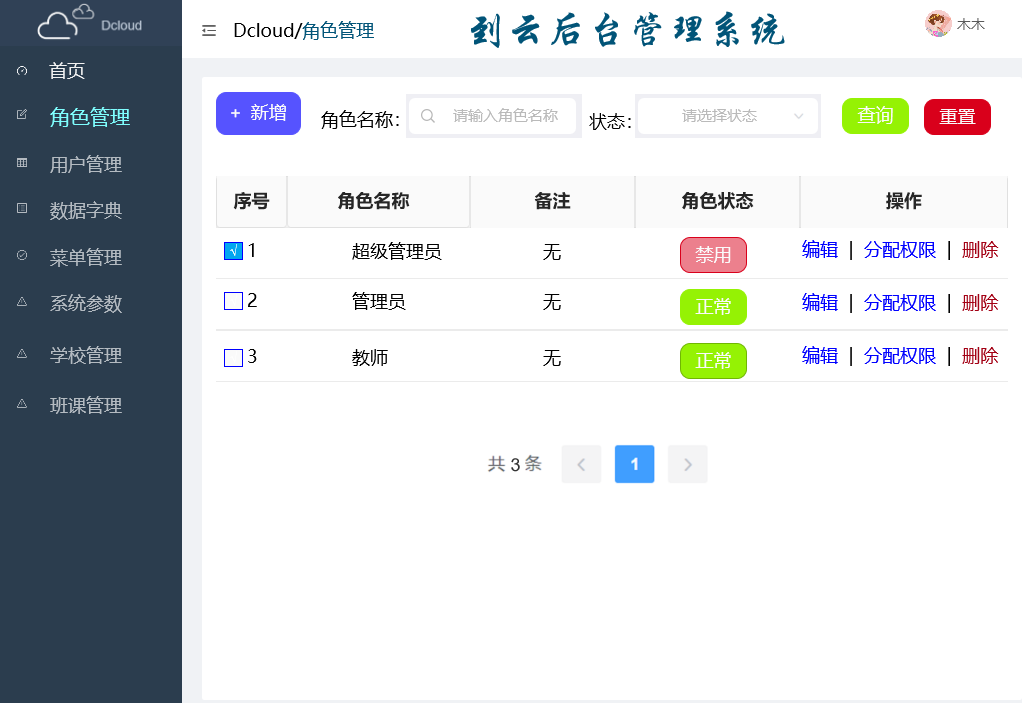 Dcloud
Dcloud/角色管理
到云后台管理系统
木木
首页
角色管理
用户管理
数据字典
菜单管理
系统参数
学校管理
班课管理
+ 新增
角色名称: 请输入角色名称
状态: 请选择状态
查询
重置
序号 角色名称 备注 角色状态 操作
√ 1 超级管理员 无 禁用 编辑 | 分配权限 | 删除
2 管理员 无 正常 编辑 | 分配权限 | 删除
3 教师 无 正常 编辑 | 分配权限 | 删除
共 3 条 < 1 >